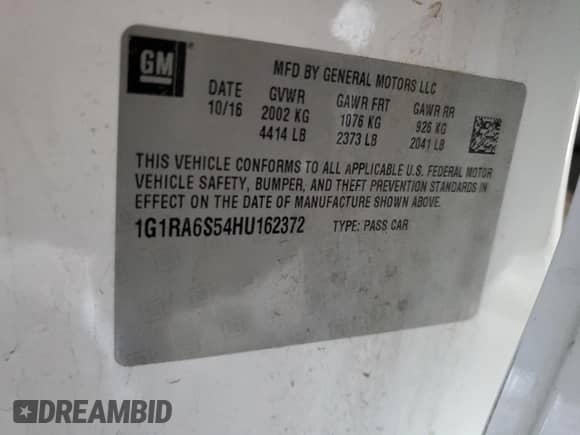 GM
MFD BY GENERAL MOTORS LLC
DATE GVWR GAWR FRT GAWR RR
10/16 2002 KG 1076 KG 926 KG
4414 LB 2373 LB 2041 LB
THIS VEHICLE CONFORMS TO ALL APPLICABLE U.S. FEDERAL MOTOR
VEHICLE SAFETY, BUMPER, AND THEFT PREVENTION STANDARDS IN
EFFECT ON THE DATE OF MANUFACTURE SHOWN ABOVE.
1G1RA6S54HU162372 TYPE: PASS CAR
DREAMBID